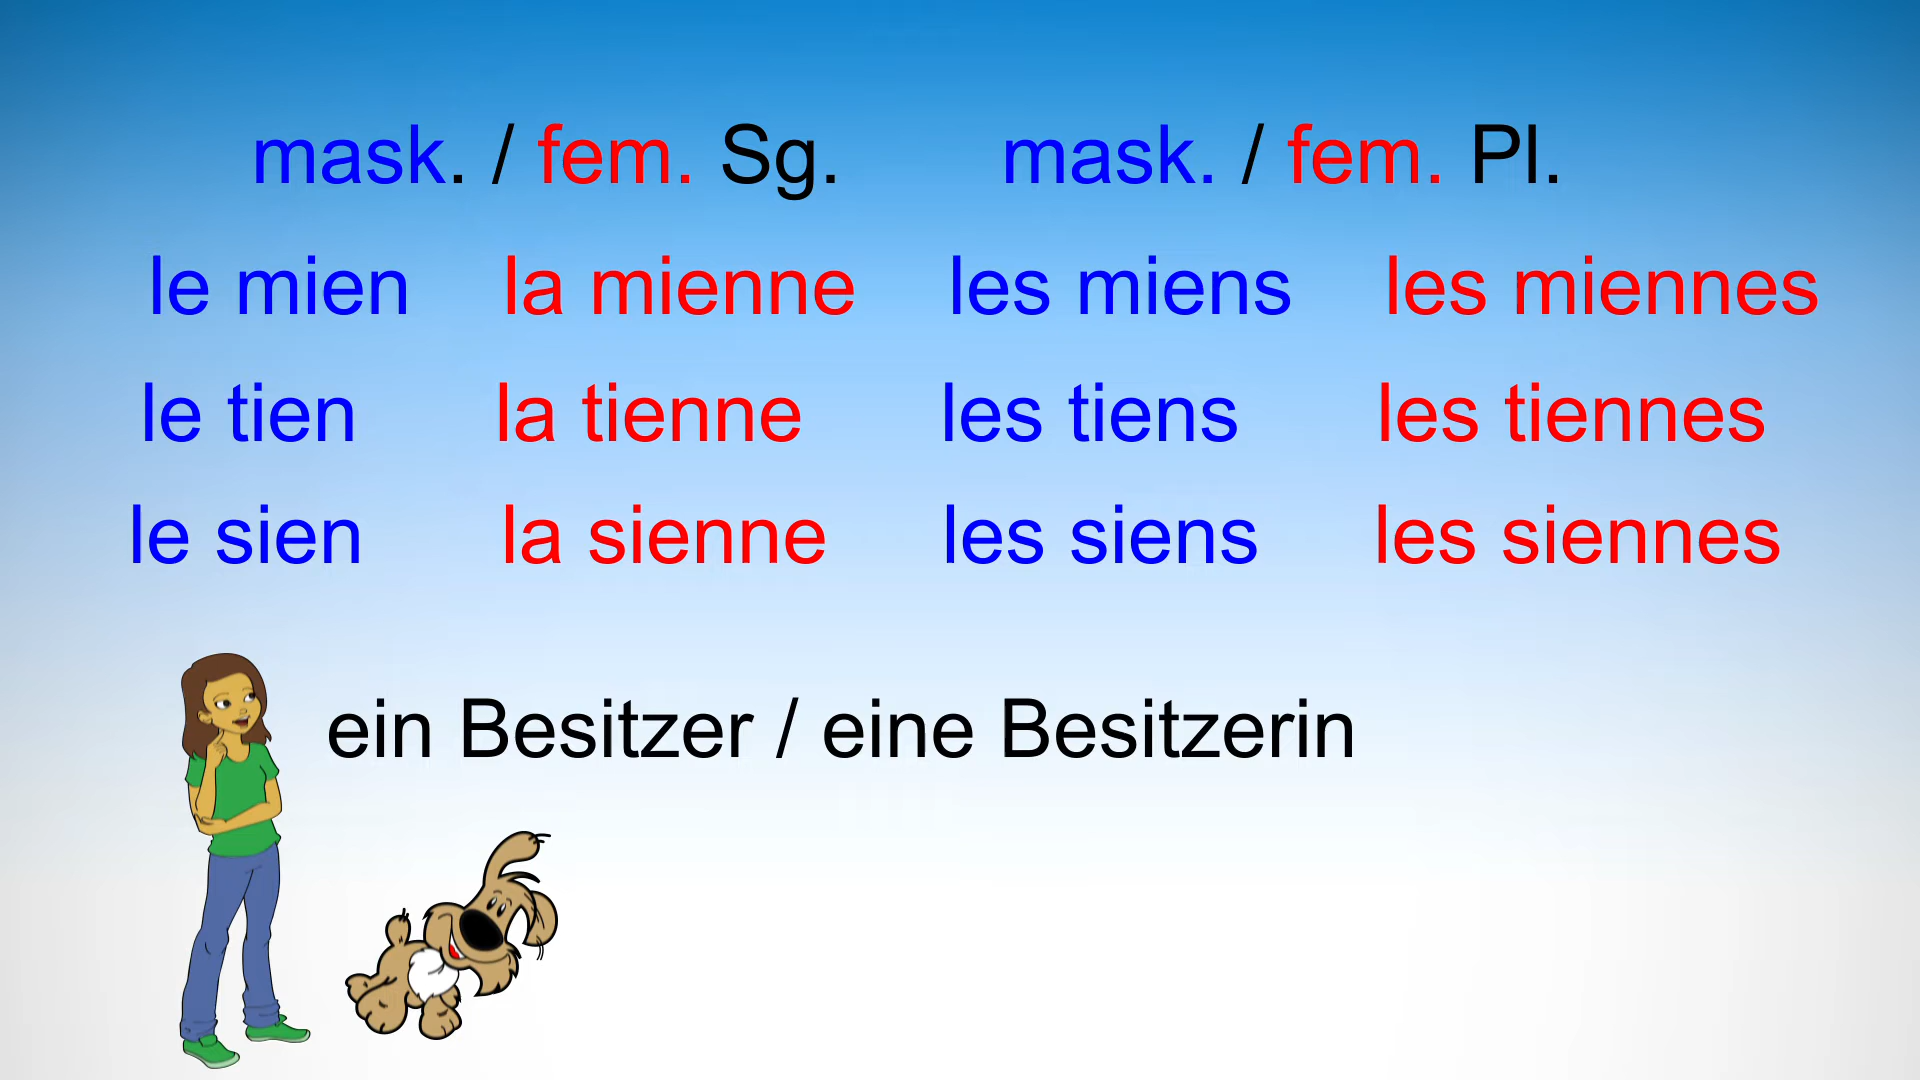 mask. / fem. Sg. mask. / fem. Pl.
le mien la mienne les miens les miennes
le tien la tienne les tiens les tiennes
le sien la sienne les siens les siennes
ein Besitzer / eine Besitzerin